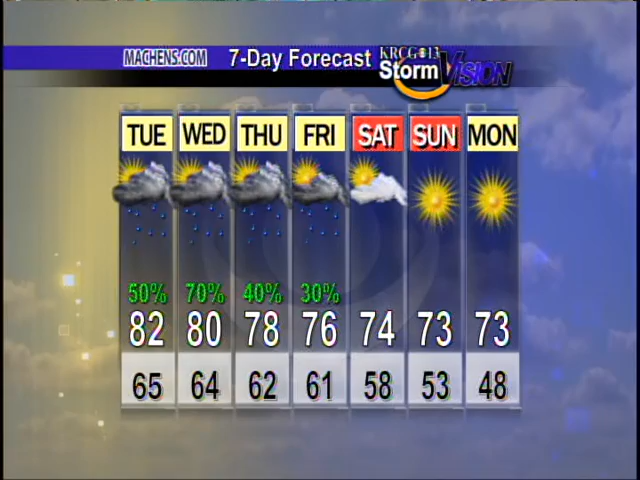 MACHENS.COM 7-Day Forecast KRCG 13
StormVISION
TUE WED THU FRI SAT SUN MON
50% 70% 40% 30%
82 80 78 76 74 73 73
65 64 62 61 58 53 48